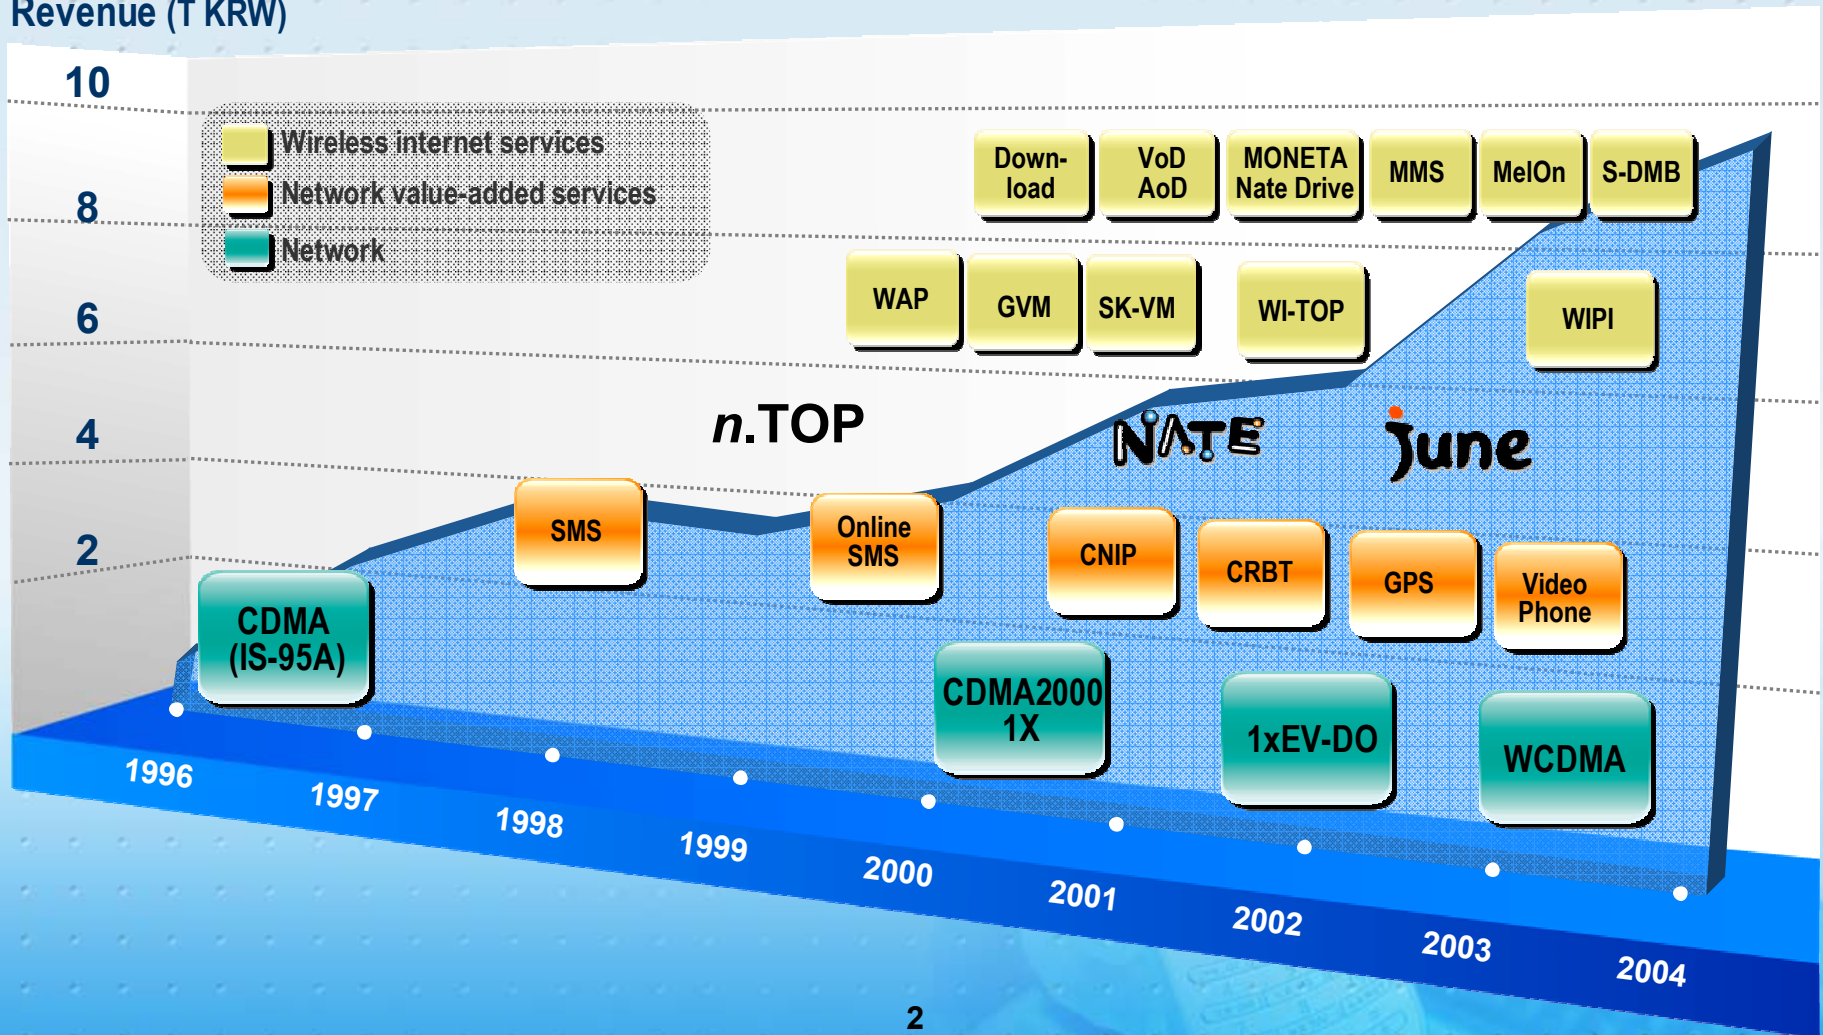 Revenue (T KRW)
10
8
6
4
2
Wireless internet services
Network value-added services
Network
Down-
load
VoD
AoD
MONETA
Nate Drive
MMS
MelOn
S-DMB
WAP
GVM
SK-VM
WI-TOP
WIPI
n.TOP
NATE
june
SMS
Online
SMS
CNIP
CRBT
GPS
Video
Phone
CDMA
(IS-95A)
CDMA2000
1X
1xEV-DO
WCDMA
1996
1997
1998
1999
2000
2001
2002
2003
2004
2